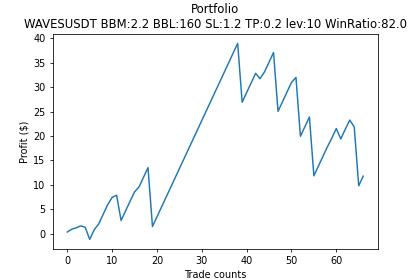 Portfolio
WAVESUSDT BBM:2.2 BBL:160 SL:1.2 TP:0.2 lev:10 WinRatio:82.0
40
35
30
25
20
15
10
5
0
Profit ($)
0 10 20 30 40 50 60
Trade counts